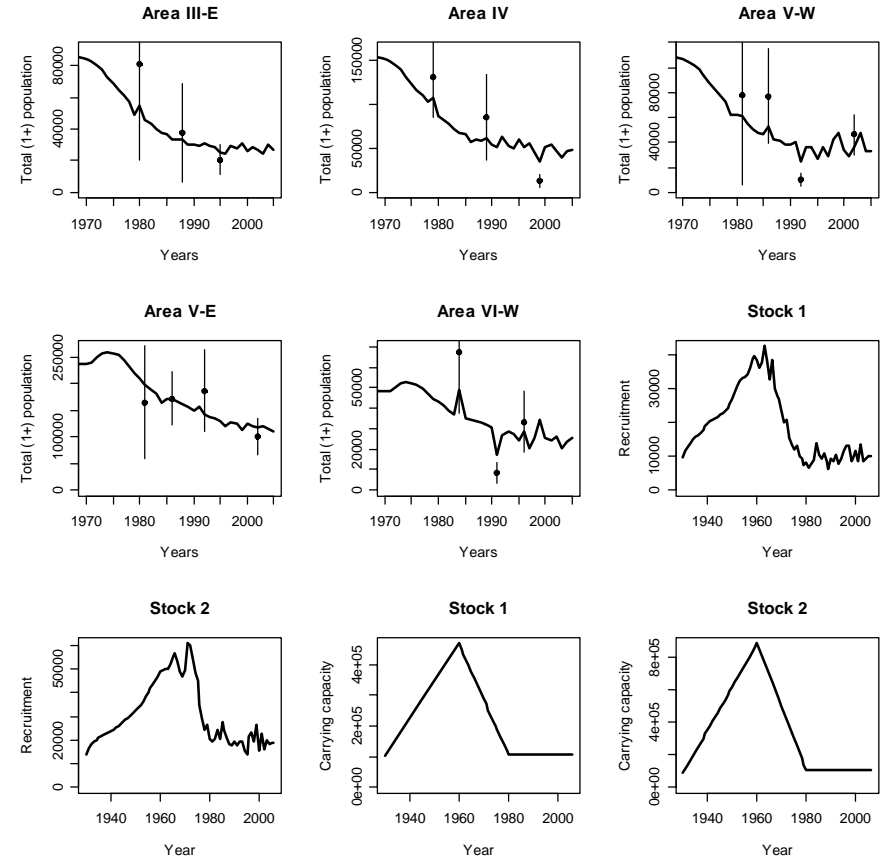 Area III-E
Total (1+) population
0
40000
80000
1970
1980
1990
2000
Years
Area IV
Total (1+) population
0
50000
150000
1970
1980
1990
2000
Years
Area V-W
Total (1+) population
0
40000
80000
1970
1980
1990
2000
Years
Area V-E
Total (1+) population
0
100000
250000
1970
1980
1990
2000
Years
Area VI-W
Total (1+) population
0
20000
50000
1970
1980
1990
2000
Years
Stock 1
Recruitment
0
10000
30000
1940
1960
1980
2000
Year
Stock 2
Recruitment
0
20000
50000
1940
1960
1980
2000
Year
Stock 1
Carrying capacity
0e+00
2e+05
4e+05
1940
1960
1980
2000
Year
Stock 2
Carrying capacity
0e+00
4e+05
8e+05
1940
1960
1980
2000
Year